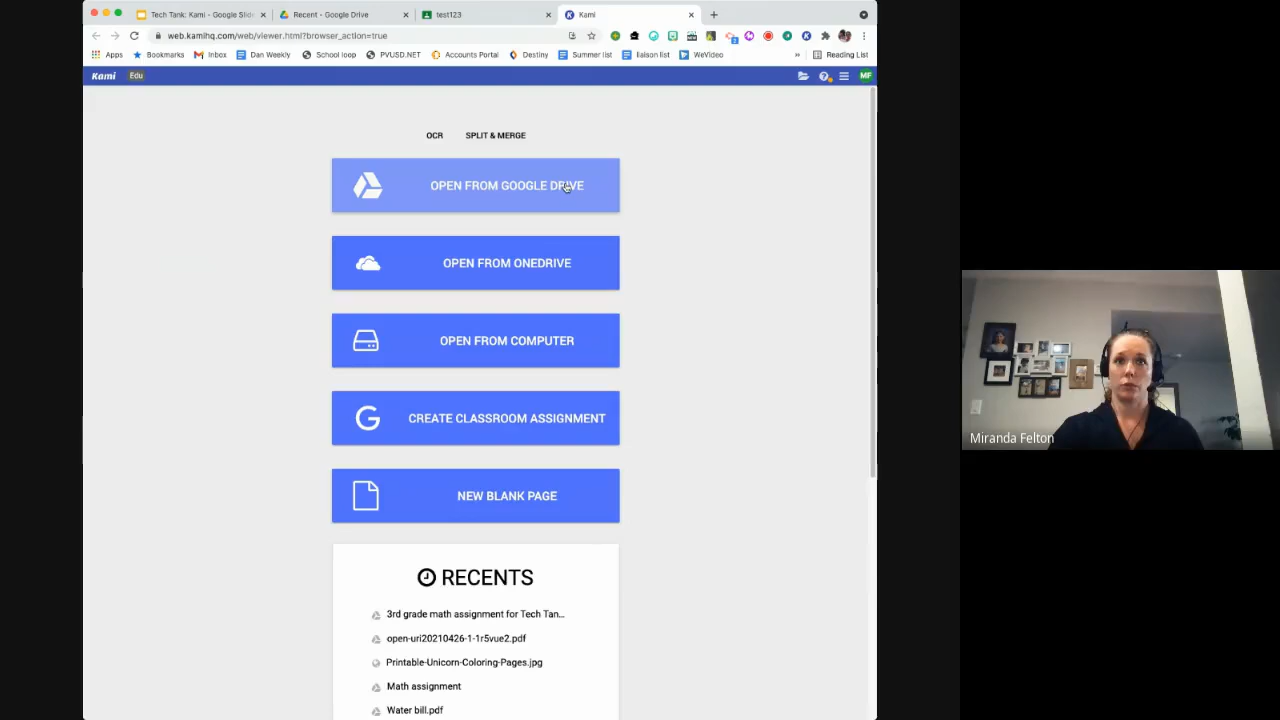 Tech Tank: Kami - Google Slide
Recent - Google Drive
test123
Kami
web.kamihq.com/web/viewer.html?browser_action=true
Apps
Bookmarks
Inbox
Dan Weekly
School loop
PVUSD.NET
Accounts Portal
Destiny
Summer list
liaison list
WeVideo
»
Reading List
Kami
Edu
MF
OCR
SPLIT & MERGE
OPEN FROM GOOGLE DRIVE
OPEN FROM ONEDRIVE
OPEN FROM COMPUTER
CREATE CLASSROOM ASSIGNMENT
NEW BLANK PAGE
RECENTS
3rd grade math assignment for Tech Tan...
open-uri20210426-1-1r5vue2.pdf
Printable-Unicorn-Coloring-Pages.jpg
Math assignment
Water bill.pdf
Miranda Felton